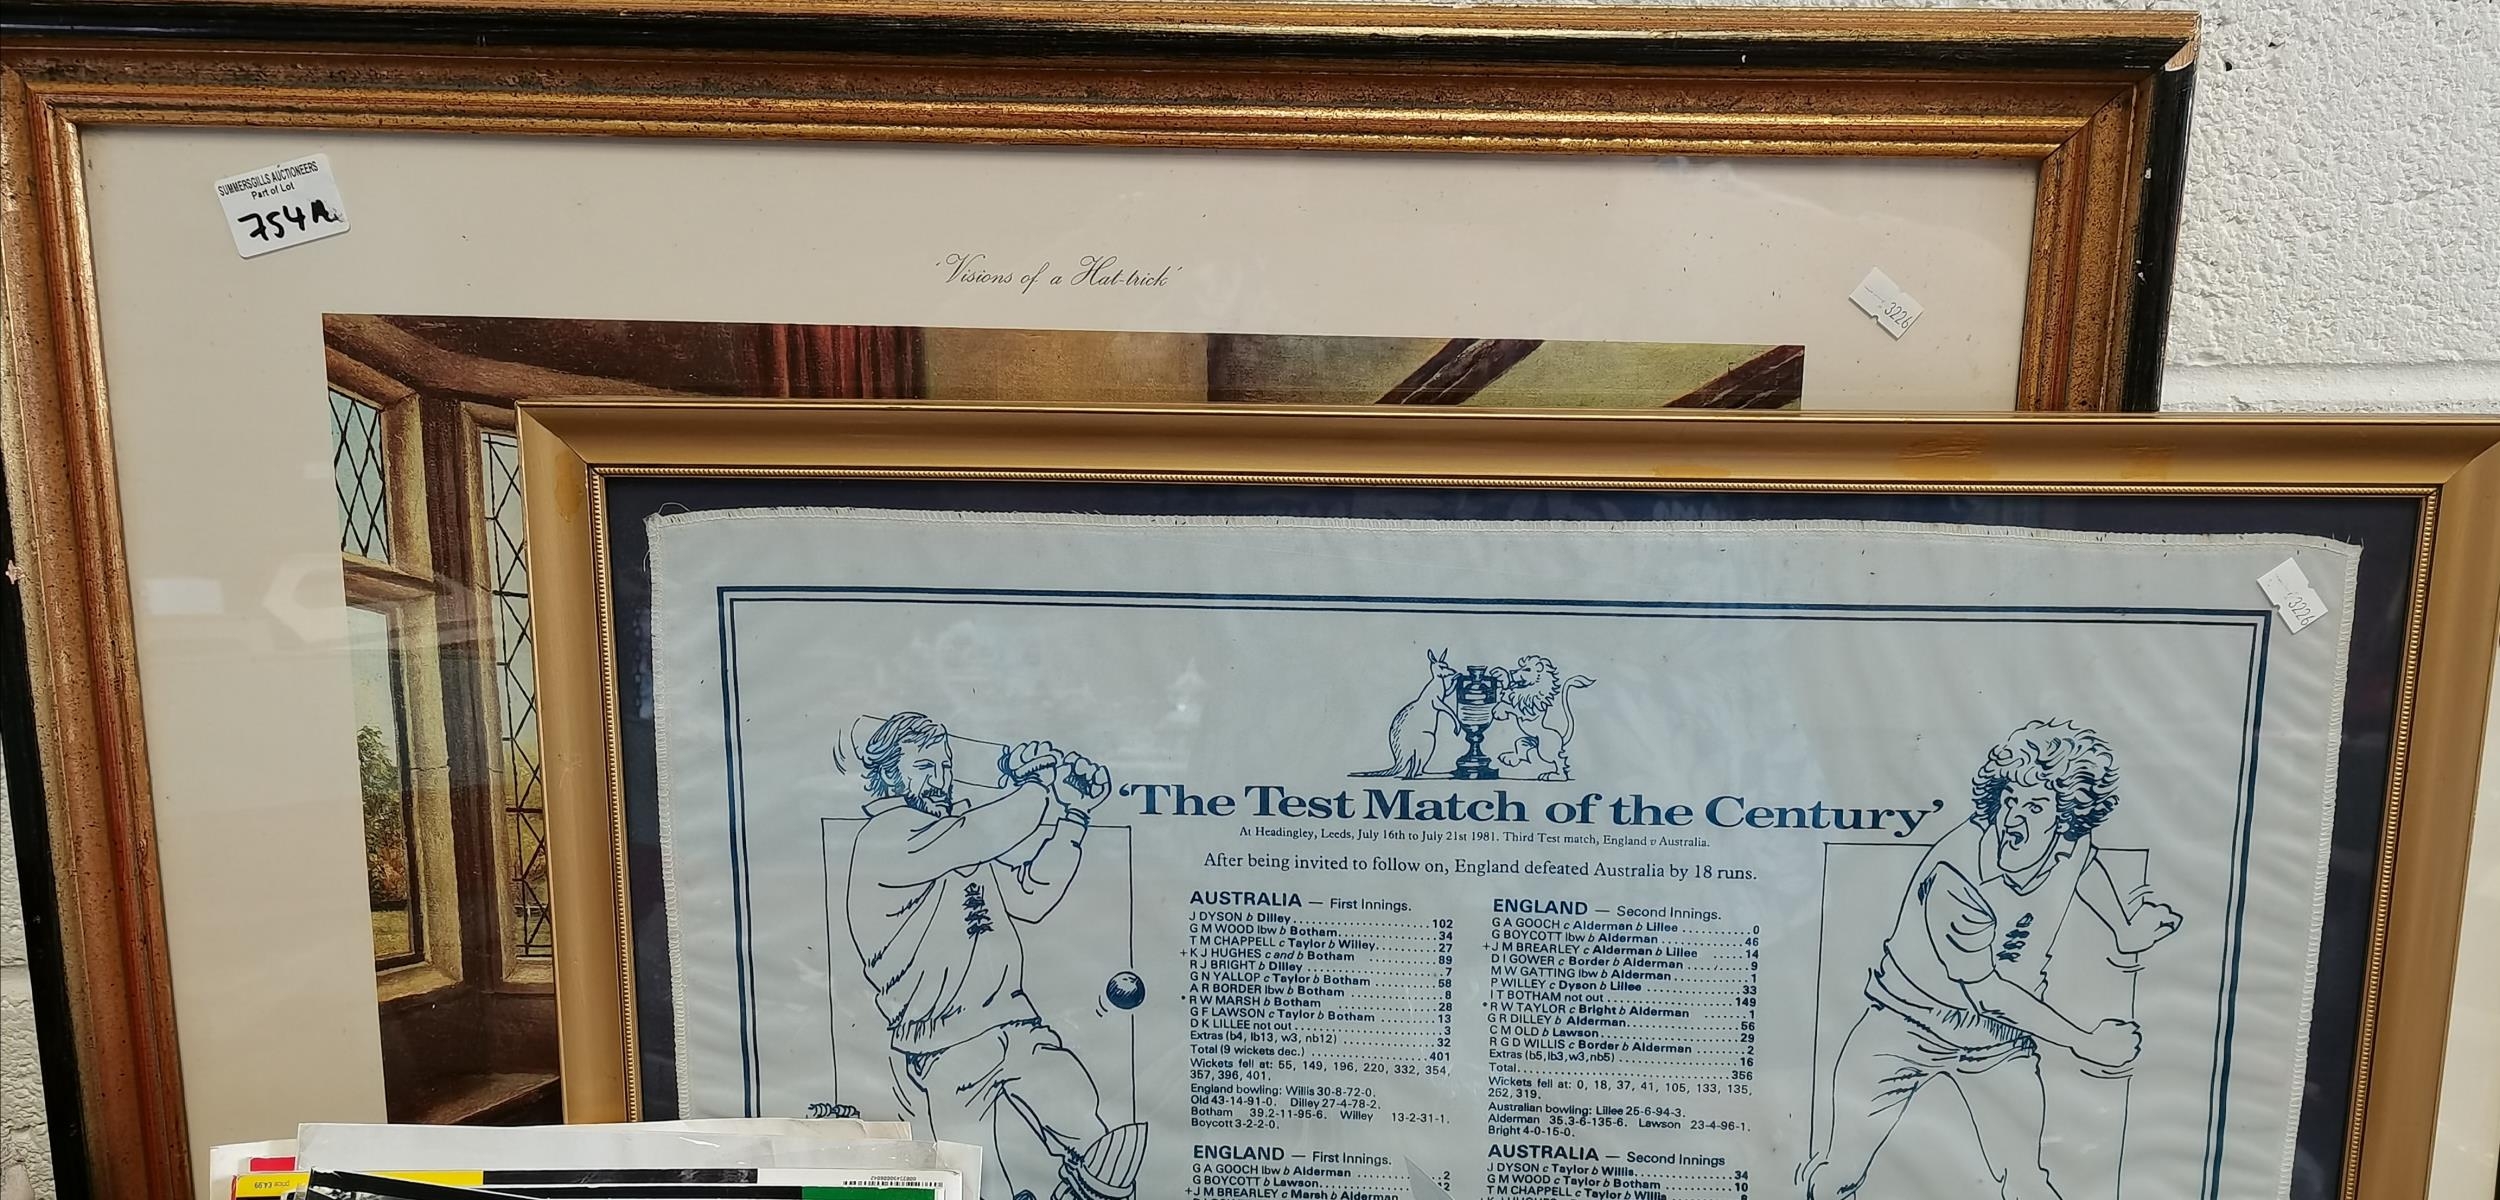 SUMMERSGILLS AUCTIONEERS
Part of Lot
754A
'Visions of a Hat-trick'
3226
3226
'The Test Match of the Century'
At Headingley, Leeds, July 16th to July 21st 1981. Third Test match, England v Australia.
After being invited to follow on, England defeated Australia by 18 runs.
AUSTRALIA — First Innings.
J DYSON b Dilley 102
G M WOOD lbw b Botham 34
T M CHAPPELL c Taylor b Willey 27
+K J HUGHES c and b Botham 89
R J BRIGHT b Dilley 7
G N YALLOP c Taylor b Botham 58
A R BORDER lbw b Botham 8
*R W MARSH b Botham 28
G F LAWSON c Taylor b Botham 13
D K LILLEE not out 3
Extras (b4, lb13, w3, nb12) 32
Total (9 wickets dec.) 401
Wickets fell at: 55, 149, 196, 220, 332, 354,
357, 396, 401.
England bowling: Willis 30-8-72-0.
Old 43-14-91-0. Dilley 27-4-78-2.
Botham 39.2-11-95-6. Willey 13-2-31-1.
Boycott 3-2-2-0.
ENGLAND — First Innings.
G A GOOCH lbw b Alderman 2
G BOYCOTT b Lawson
+J M BREARLEY c Marsh b Alderman
ENGLAND — Second Innings.
G A GOOCH c Alderman b Lillee 0
G BOYCOTT lbw b Alderman 46
+J M BREARLEY c Alderman b Lillee 14
D I GOWER c Border b Alderman 9
M W GATTING lbw b Alderman 1
P WILLEY c Dyson b Lillee 33
I T BOTHAM not out 149
*R W TAYLOR c Bright b Alderman 1
G R DILLEY b Alderman 56
C M OLD b Lawson 29
R G D WILLIS c Border b Alderman 2
Extras (b5, lb3, w3, nb5) 16
Total 356
Wickets fell at: 0, 18, 37, 41, 105, 133, 135,
252, 319.
Australian bowling: Lillee 25-6-94-3.
Alderman 35.3-6-135-6. Lawson 23-4-96-1.
Bright 4-0-15-0.
AUSTRALIA — Second Innings
J DYSON c Taylor b Willis 34
G M WOOD c Taylor b Botham 10
T M CHAPPELL c Taylor b Willis 8
price £4.99